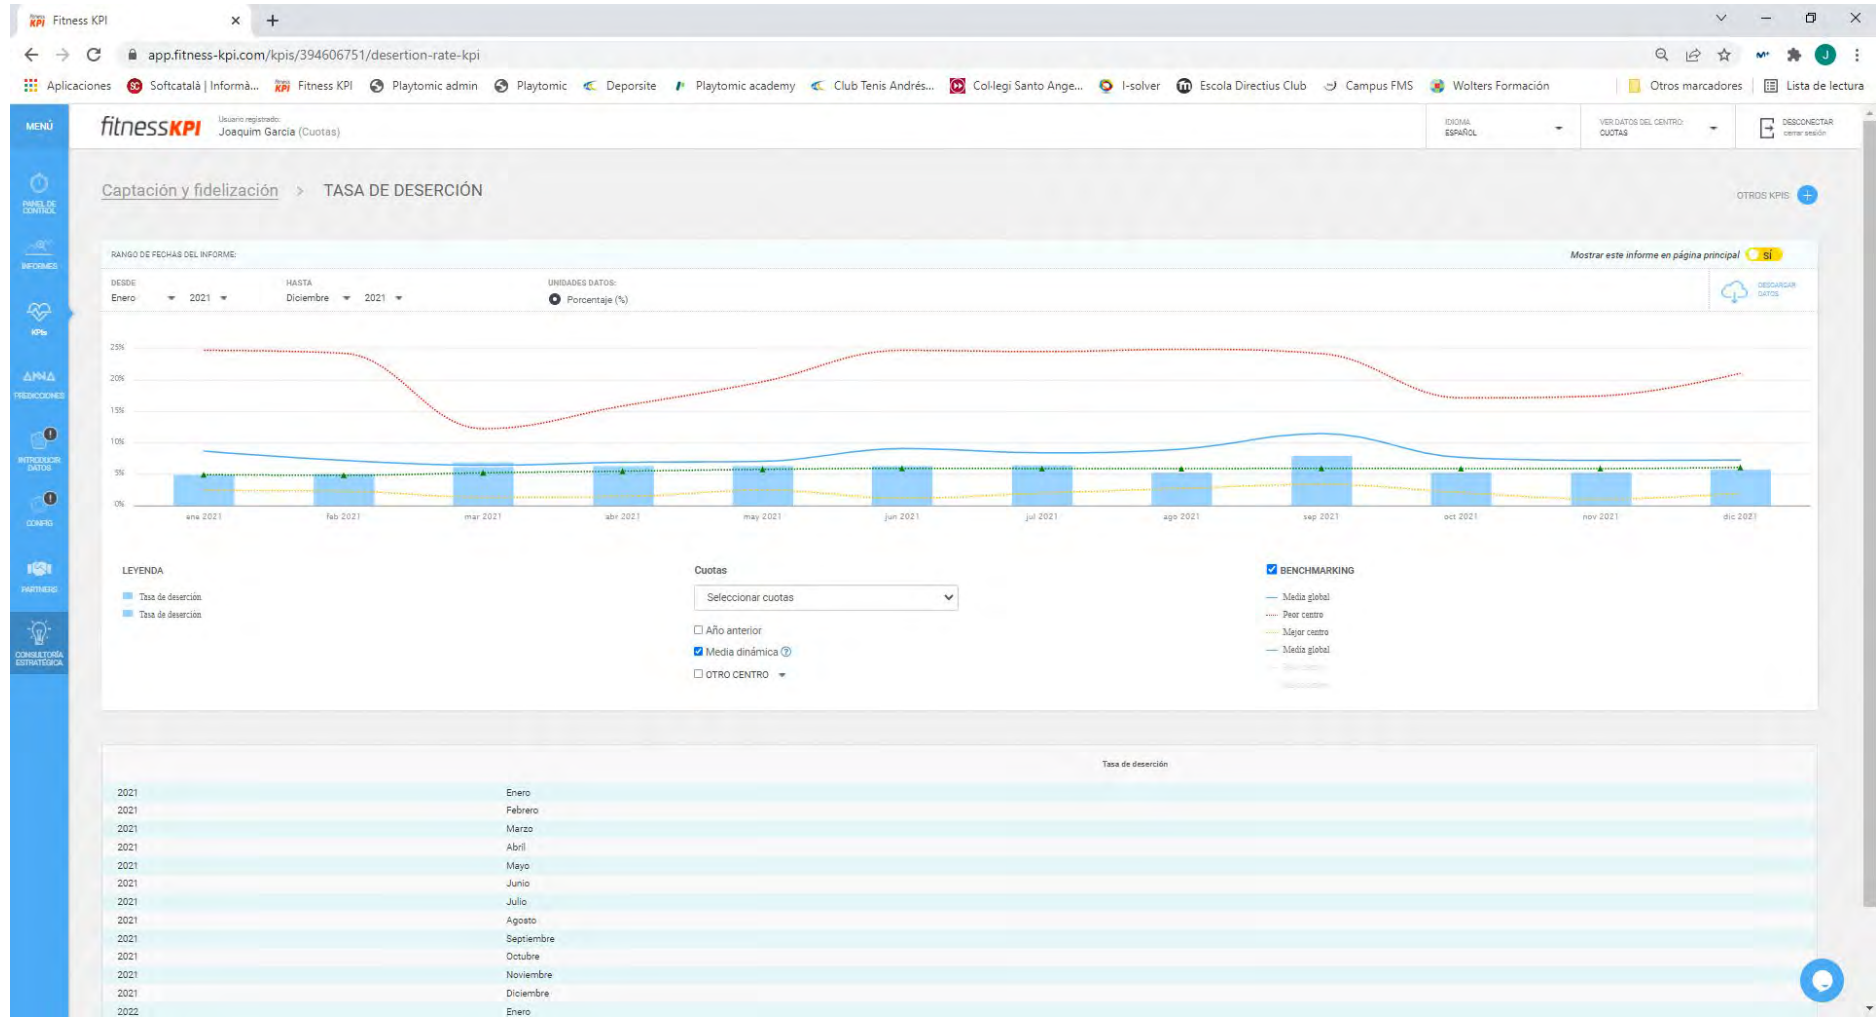 fitness KPI Fitness KPI
app.fitness-kpi.com/kpis/394606751/desertion-rate-kpi
J
Aplicaciones Softcatalà | Informà... Fitness KPI Playtomic admin Playtomic Deporsite Playtomic academy Club Tenis Andrés... Col·legi Santo Ange... I-solver Escola Directius Club Campus FMS Wolters Formación Otros marcadores Lista de lectura
MENÚ
fitnessKPI
Usuario registrado:
Joaquim Garcia (Cuotas)
IDIOMA
ESPAÑOL
VER DATOS DEL CENTRO:
CUOTAS
DESCONECTAR
cerrar sesión
PANEL DE
CONTROL
INFORMES
KPIs
ANNA
PREDICCIONES
INTRODUCIR
DATOS
CONFIG
PARTNERS
CONSULTORÍA
ESTRATÉGICA
Captación y fidelización > TASA DE DESERCIÓN
OTROS KPIS +
RANGO DE FECHAS DEL INFORME:
Mostrar este informe en página principal SÍ
DESDE HASTA UNIDADES DATOS:
Enero 2021 Diciembre 2021 Porcentaje (%)
DESCARGAR
DATOS
25%
20%
15%
10%
5%
0%
ene 2021 feb 2021 mar 2021 abr 2021 may 2021 jun 2021 jul 2021 ago 2021 sep 2021 oct 2021 nov 2021 dic 2021
LEYENDA
Tasa de deserción
Tasa de deserción
Cuotas
Seleccionar cuotas
Año anterior
Media dinámica ?
OTRO CENTRO
BENCHMARKING
Media global
Peor centro
Mejor centro
Media global
Tasa de deserción
2021 Enero
2021 Febrero
2021 Marzo
2021 Abril
2021 Mayo
2021 Junio
2021 Julio
2021 Agosto
2021 Septiembre
2021 Octubre
2021 Noviembre
2021 Diciembre
2022 Enero